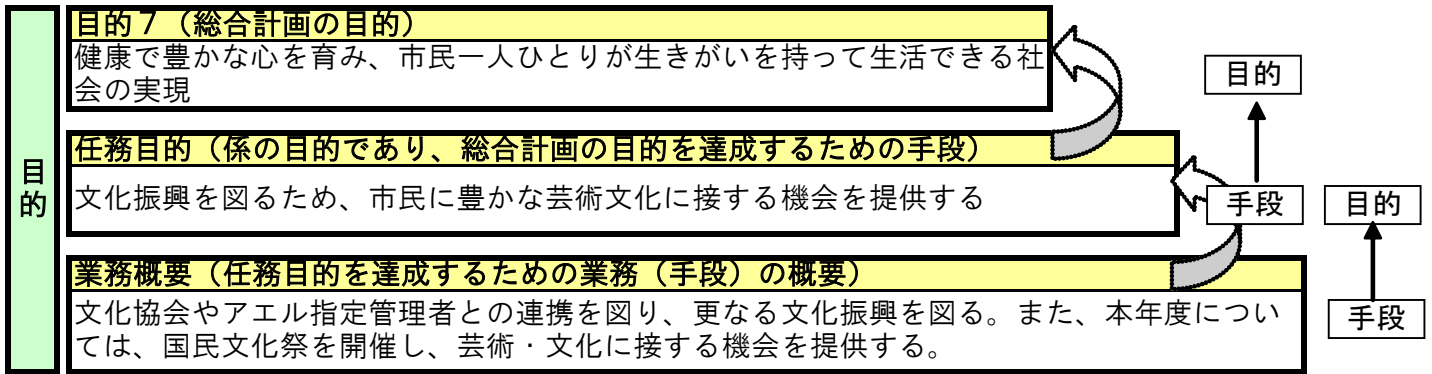 目的
目的７（総合計画の目的）
健康で豊かな心を育み、市民一人ひとりが生きがいを持って生活できる社
会の実現
任務目的（係の目的であり、総合計画の目的を達成するための手段）
文化振興を図るため、市民に豊かな芸術文化に接する機会を提供する
業務概要（任務目的を達成するための業務（手段）の概要）
文化協会やアエル指定管理者との連携を図り、更なる文化振興を図る。また、本年度につい
ては、国民文化祭を開催し、芸術・文化に接する機会を提供する。
目的
手段
目的
手段